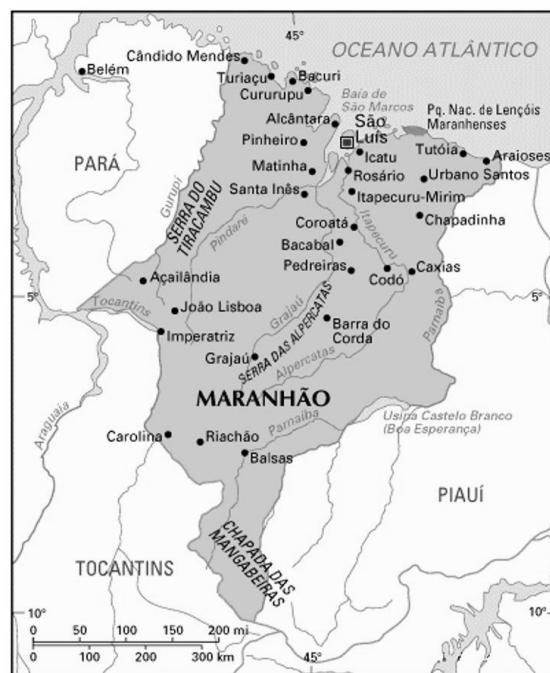 45°
OCEANO ATLÂNTICO
Cândido Mendes
Belém
Turiaçu
Bacuri
Cururupu
Baía de
São Marcos
Alcântara
São
Luís
Pq. Nac. de Lençóis
Maranhenses
PARÁ
Pinheiro
Icatu
Tutóia
Araioses
Matinha
Rosário
Urbano Santos
Santa Inês
Itapecuru-Mirim
Gurupí
SERRA DO
TIRACAMBU
Pindaré
Coroatá
Itapecuru
Chapadinha
Bacabal
Pedreiras
Codó
Caxias
Açailândia
5°
5°
Tocantins
João Lisboa
Grajaú
Parnaíba
Imperatriz
SERRA DAS ALPERCATAS
Barra do
Corda
Grajaú
Alpercatas
MARANHÃO
Araguaia
Parnaíba
Usina Castelo Branco
(Boa Esperança)
Carolina
Riachão
Balsas
PIAUÍ
CHAPADA DAS
MANGABEIRAS
TOCANTINS
10°
10°
0 50 100 150 200 mi
0 100 200 300 km
45°